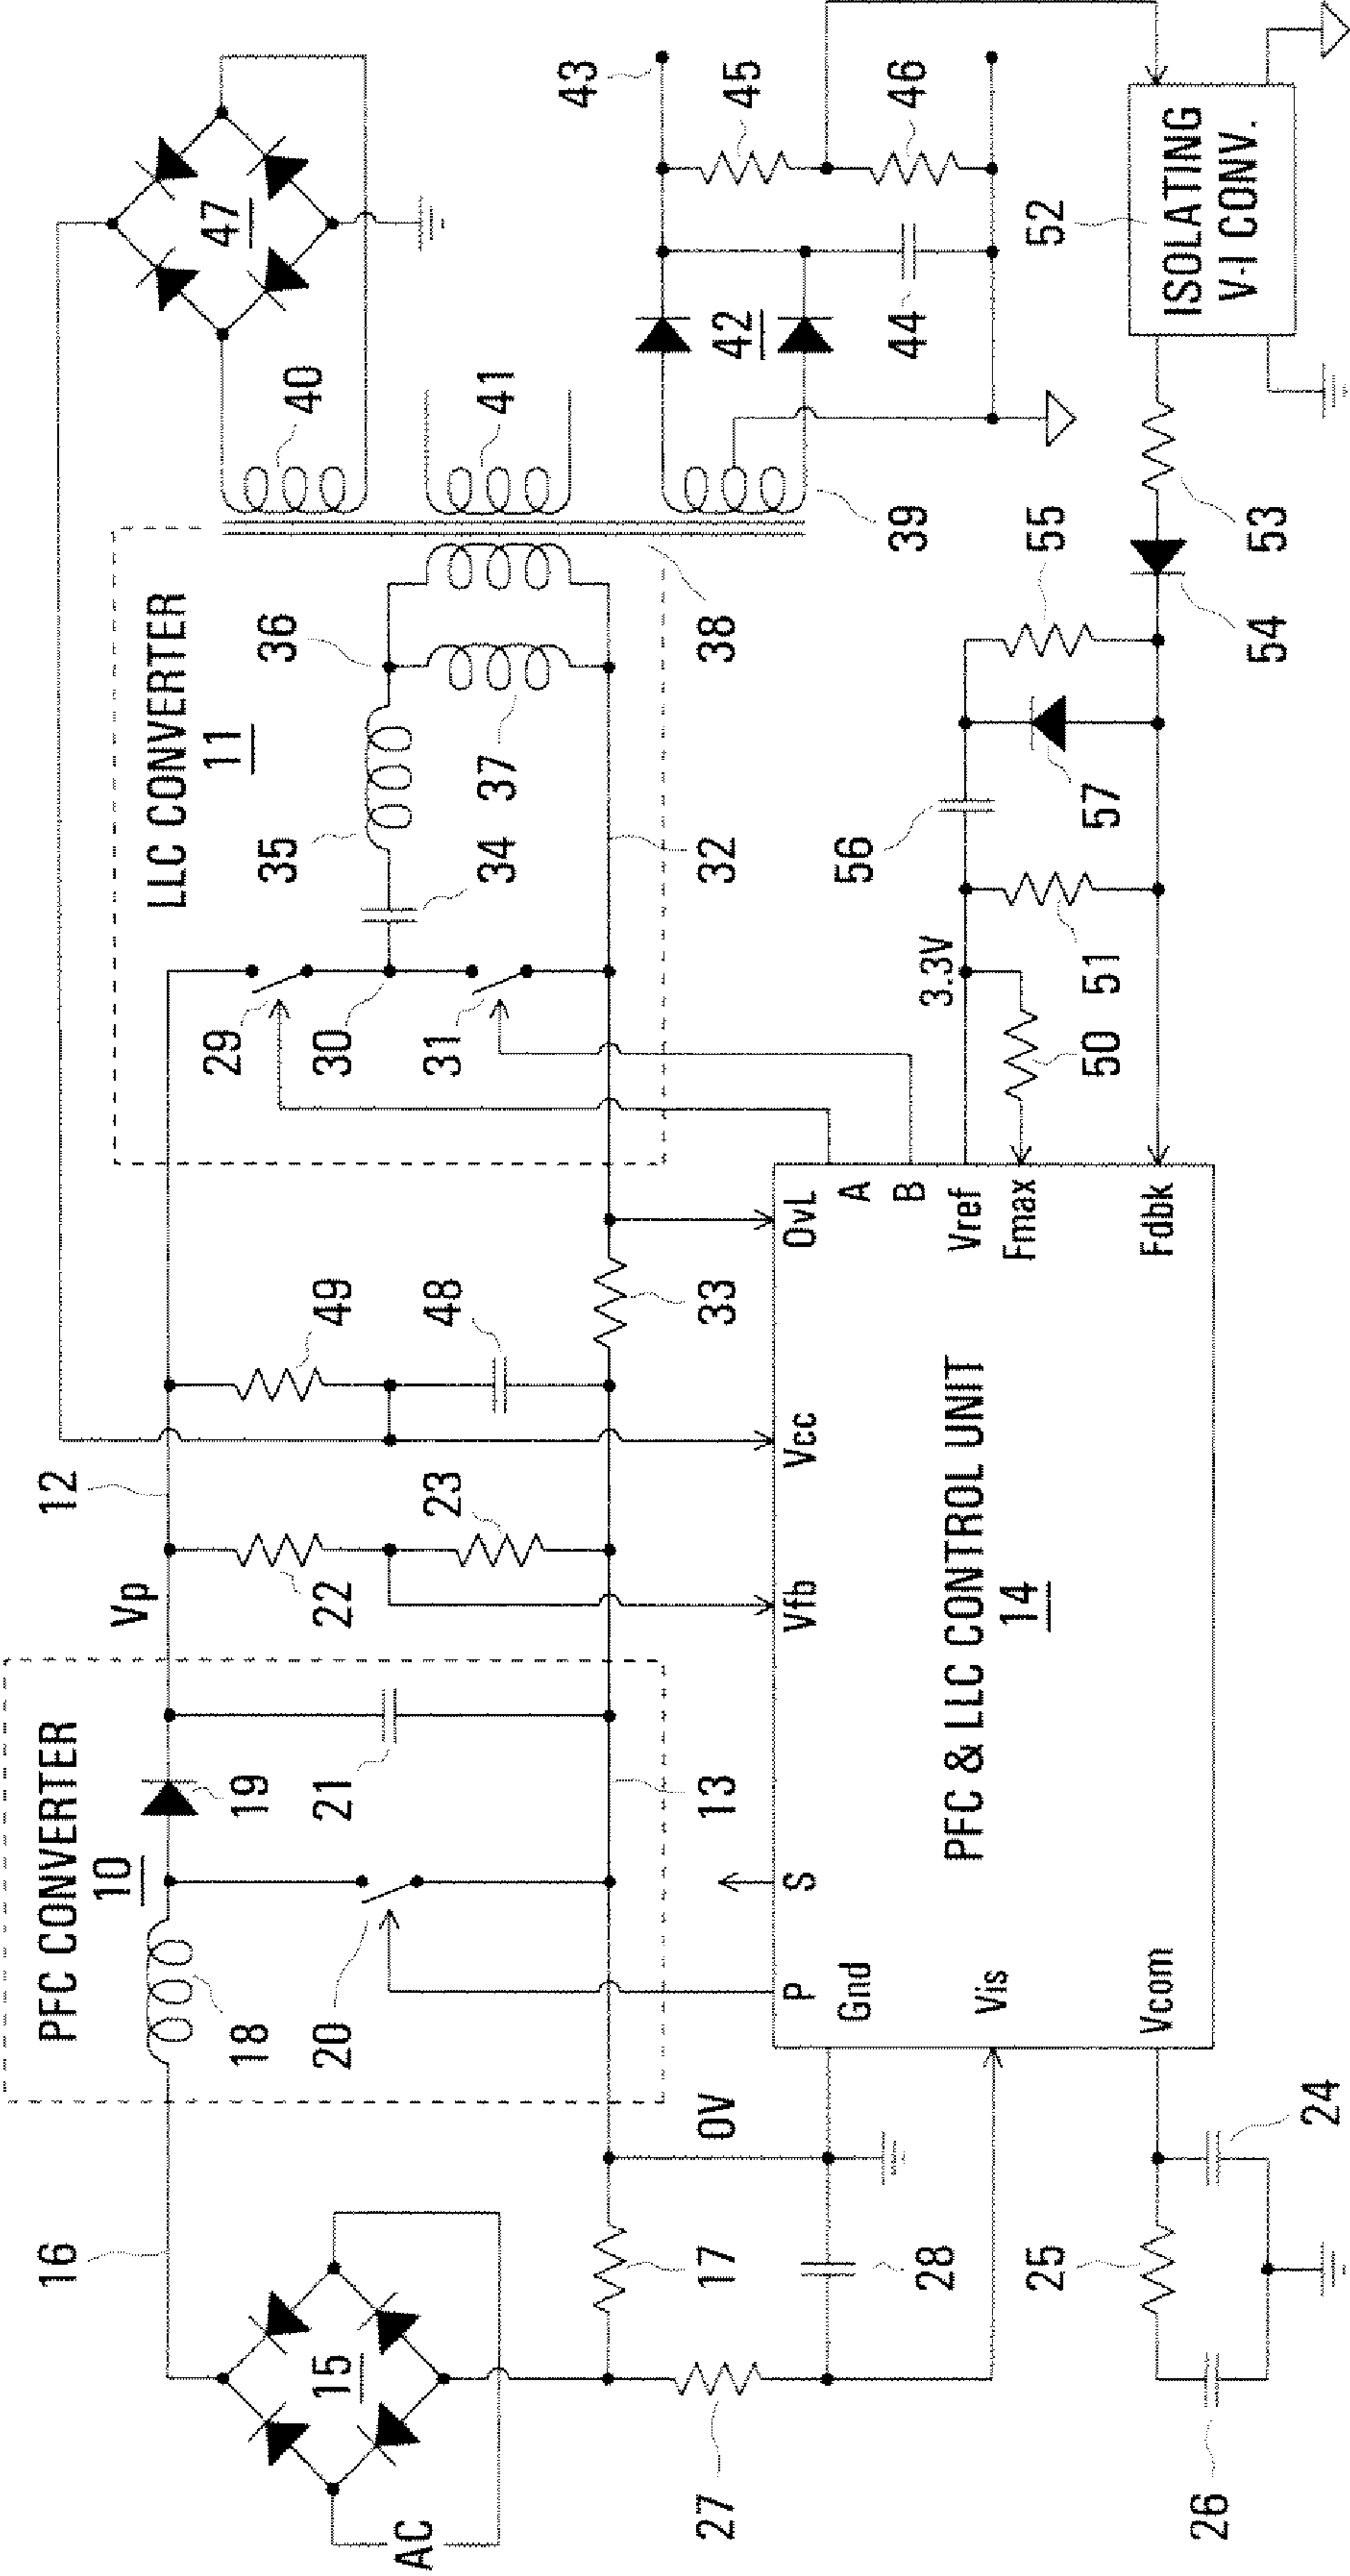 PFC CONVERTER
10
LLC CONVERTER
11
16
12
Vp
18
19
20
21
22
23
49
48
29
30
31
35
34
36
37
38
32
40
41
39
47
43
42
44
45
46
AC
15
17
0V
13
33
27
28
P
S
Vfb
Vcc
OvL
Gnd
Vis
Vcom
A
B
Vref
Fmax
Fdbk
PFC & LLC CONTROL UNIT
14
3.3V
56
50
51
57
55
54
53
52
ISOLATING
V-I CONV.
26
25
24